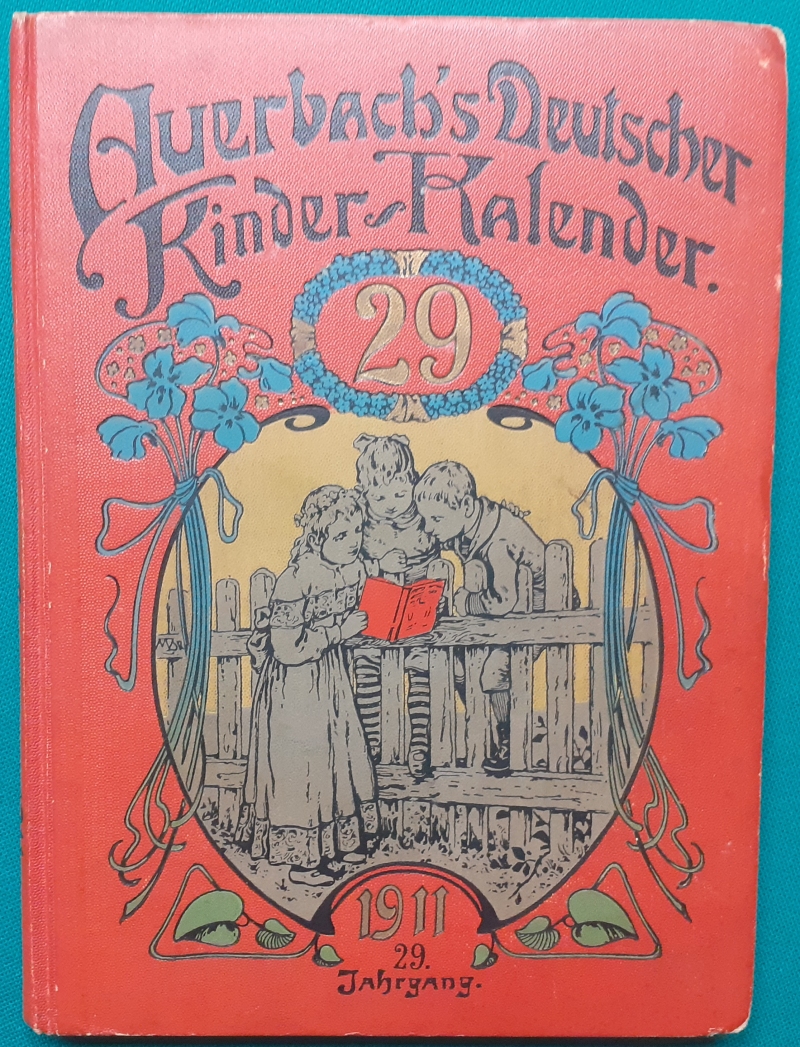 Auerbach's Deutscher
Kinder-Kalender.
29
1911
29.
Jahrgang.